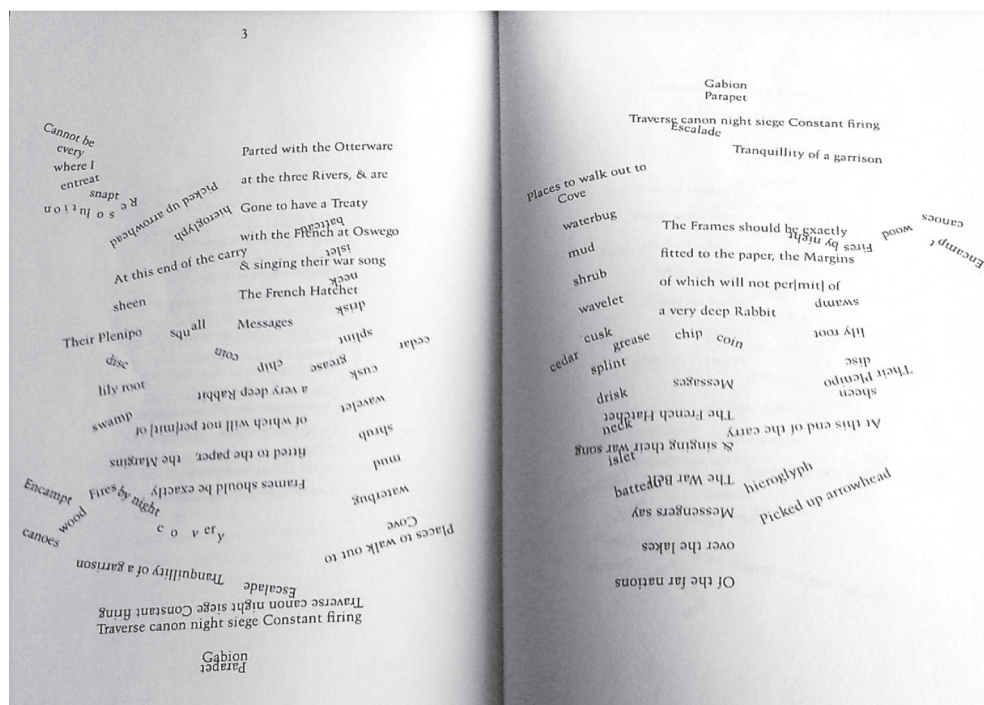 3
Cannot be
every
where I
entreat
snapt
Re so lu tion
Picked up arrowhead
hieroglyph
Parted with the Otterware
at the three Rivers, & are
Gone to have a Treaty
batteau
with the French at Oswego
islet
At this end of the carry
& singing their war song
neck
sheen
The French Hatchet
drisk
Their Plenipo
squall
Messages
splint
cedar
disc
coin
chip
grease
cusk
lily root
a very deep Rabbit
wavelet
swamp
of which will not per[mit] of
shrub
fitted to the paper, the Margins
mud
Encampt
Fires by night
Frames should be exactly
waterbug
wood
canoes
c o v er y
Places to walk out to
Cove
Tranquillity of a garrison
Escalade
Traverse canon night siege Constant firing
Traverse canon night siege Constant firing
Gabion
Parapet
Gabion
Parapet
Traverse canon night siege Constant firing
Escalade
Tranquillity of a garrison
Places to walk out to
Cove
waterbug
The Frames should be exactly
Fires by night
wood
canoes
Encampt
mud
fitted to the paper, the Margins
shrub
of which will not per[mit] of
wavelet
a very deep Rabbit
swamp
cusk
grease
chip
coin
lily root
cedar
splint
disc
Their Plenipo
drisk
Messages
sheen
The French Hatchet
neck
At this end of the carry
& singing their war song
islet
batteau
The War Belt
hieroglyph
Picked up arrowhead
Messengers say
over the lakes
Of the far nations